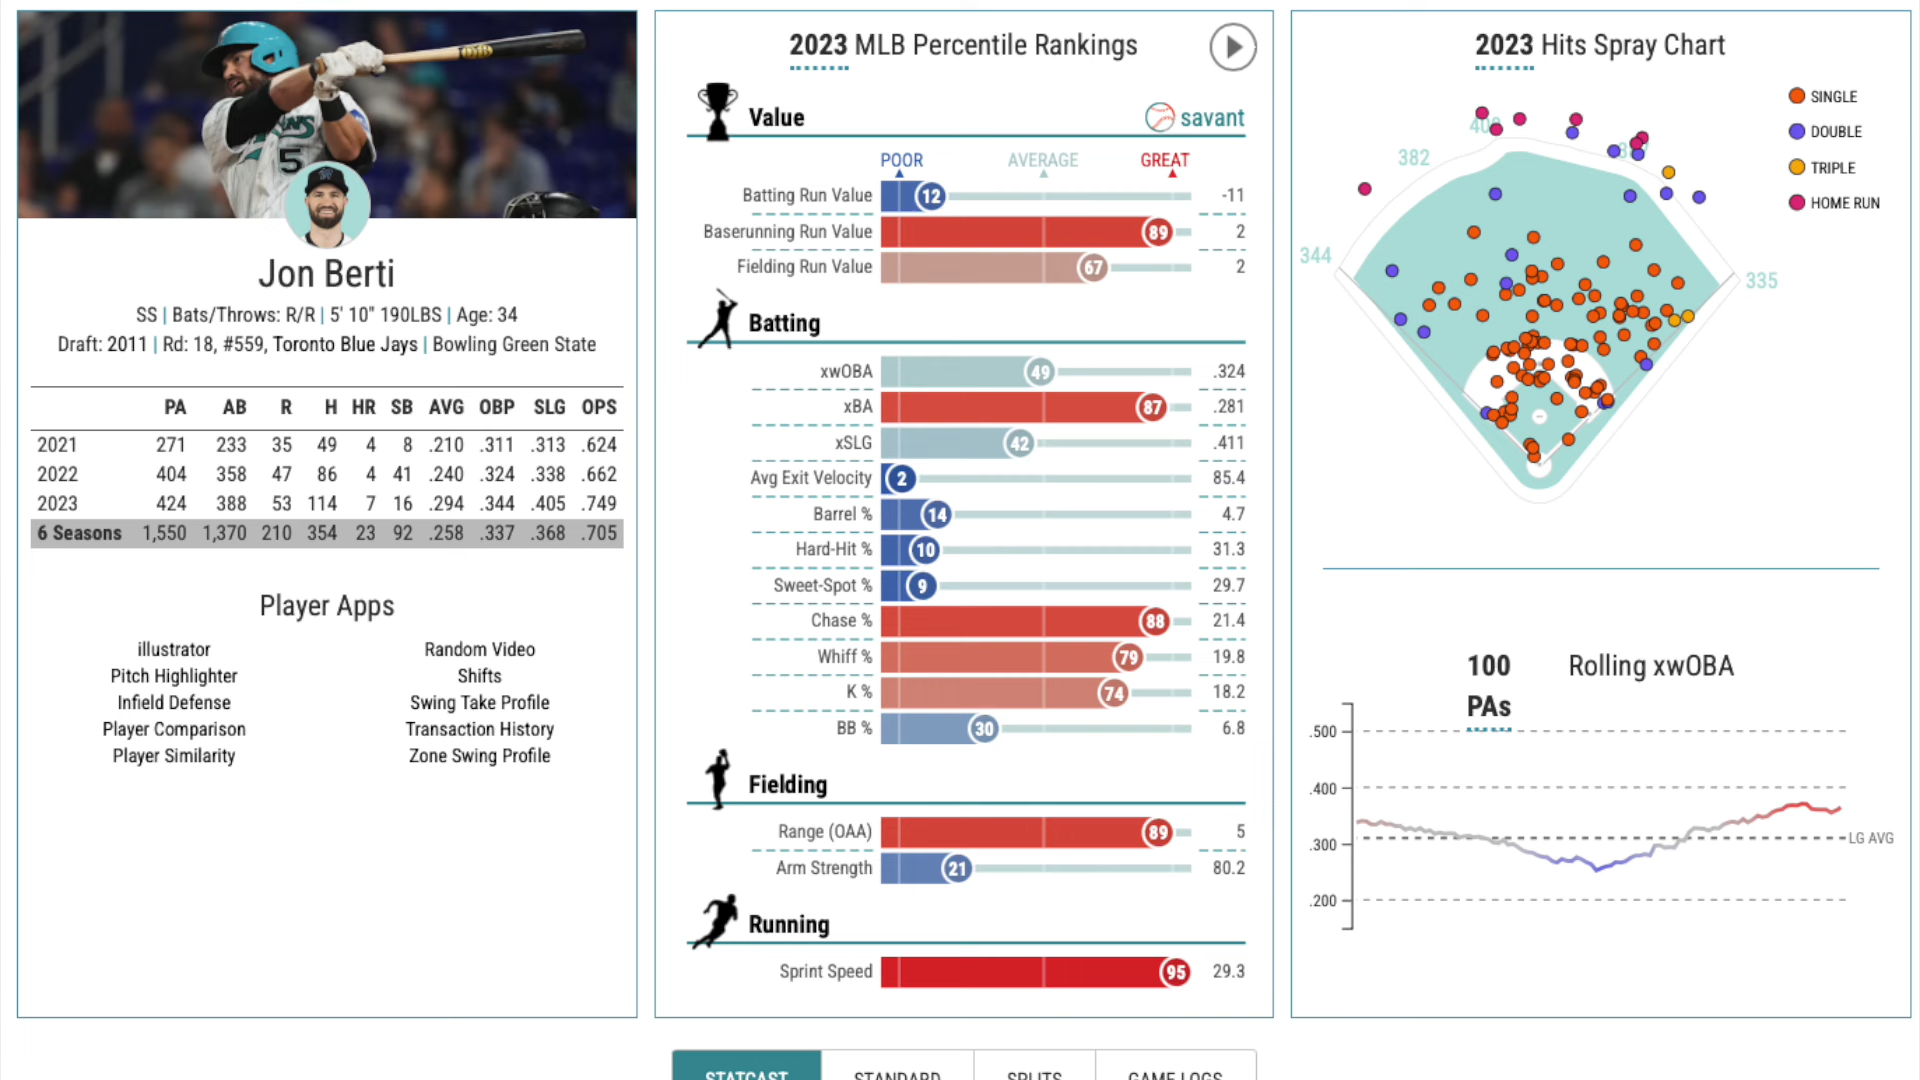 5
Jon Berti
SS | Bats/Throws: R/R | 5' 10" 190LBS | Age: 34
Draft: 2011 | Rd: 18, #559, Toronto Blue Jays | Bowling Green State
PA AB R H HR SB AVG OBP SLG OPS
2021 271 233 35 49 4 8 .210 .311 .313 .624
2022 404 358 47 86 4 41 .240 .324 .338 .662
2023 424 388 53 114 7 16 .294 .344 .405 .749
6 Seasons 1,550 1,370 210 354 23 92 .258 .337 .368 .705
Player Apps
illustrator Random Video
Pitch Highlighter Shifts
Infield Defense Swing Take Profile
Player Comparison Transaction History
Player Similarity Zone Swing Profile
2023 MLB Percentile Rankings
Value savant
POOR AVERAGE GREAT
Batting Run Value 12 -11
Baserunning Run Value 89 2
Fielding Run Value 67 2
Batting
xwOBA 49 .324
xBA 87 .281
xSLG 42 .411
Avg Exit Velocity 2 85.4
Barrel % 14 4.7
Hard-Hit % 10 31.3
Sweet-Spot % 9 29.7
Chase % 88 21.4
Whiff % 79 19.8
K % 74 18.2
BB % 30 6.8
Fielding
Range (OAA) 89 5
Arm Strength 21 80.2
Running
Sprint Speed 95 29.3
2023 Hits Spray Chart
SINGLE
DOUBLE
TRIPLE
HOME RUN
382
344
335
100 PAs Rolling xwOBA
.500
.400
.300
.200
LG AVG
STATCAST STANDARD SPLITS GAME LOGS